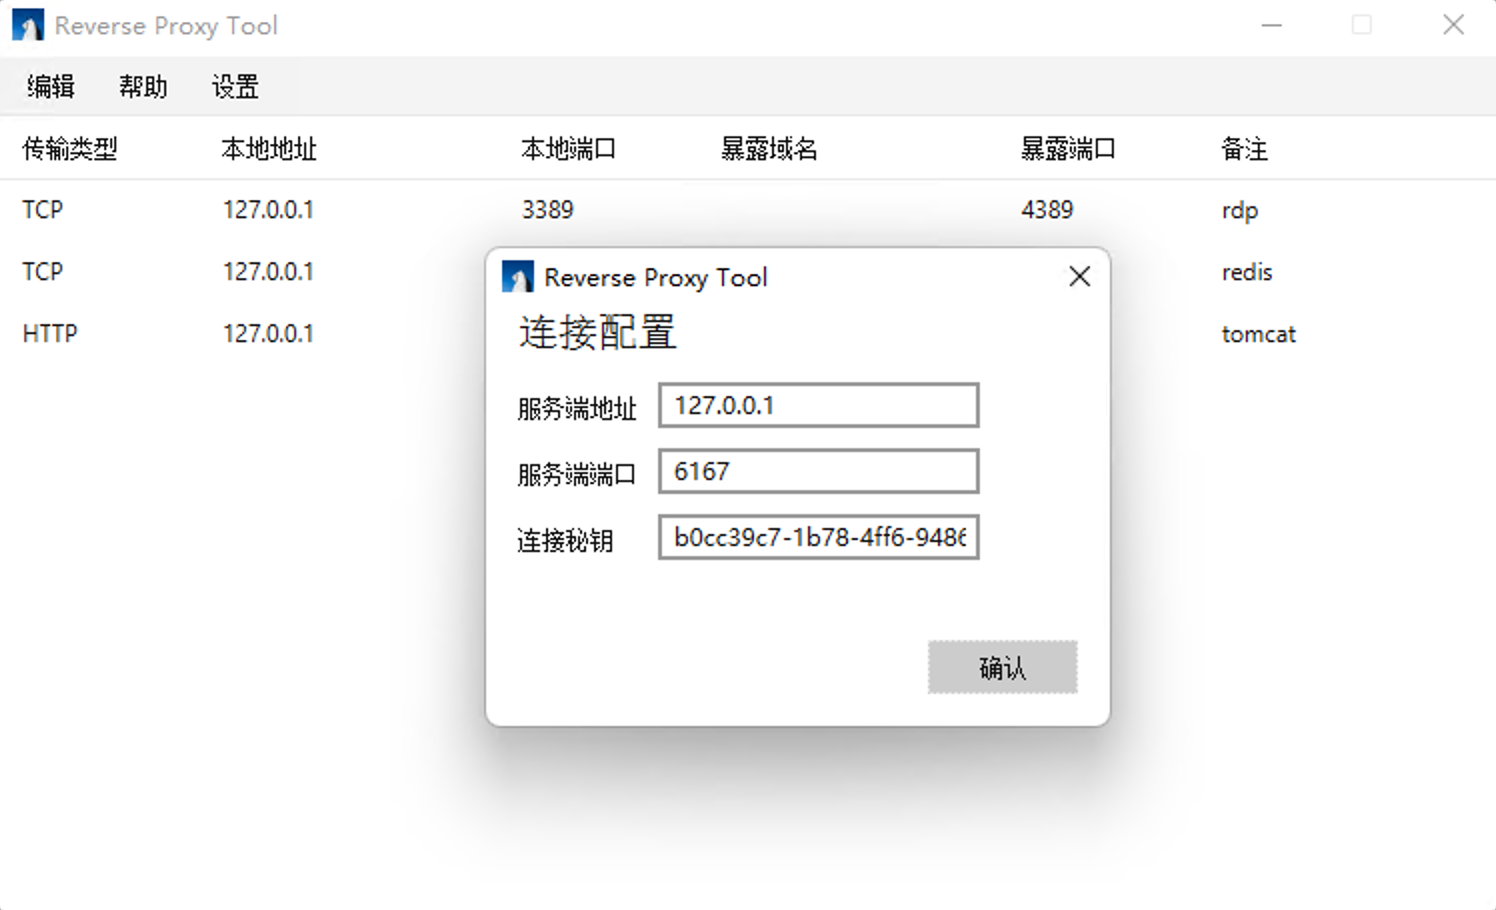 Reverse Proxy Tool
编辑 帮助 设置
传输类型 本地地址 本地端口 暴露域名 暴露端口 备注
TCP 127.0.0.1 3389 4389 rdp
TCP 127.0.0.1 redis
HTTP 127.0.0.1 tomcat
Reverse Proxy Tool
连接配置
服务端地址 127.0.0.1
服务端端口 6167
连接秘钥 b0cc39c7-1b78-4ff6-9486
确认